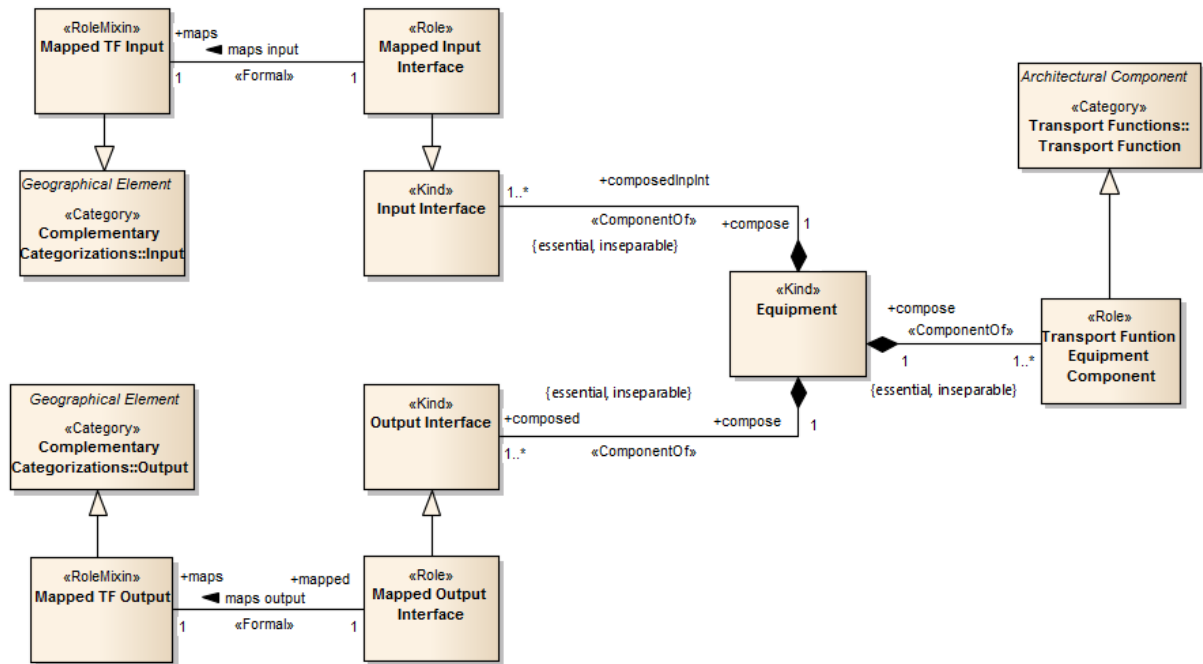 «RoleMixin»
Mapped TF Input
+maps
maps input
1
«Formal»
1
«Role»
Mapped Input
Interface
Architectural Component
«Category»
Transport Functions::
Transport Function
Geographical Element
«Category»
Complementary
Categorizations::Input
«Kind»
Input Interface
1..*
+composedInpInt
«ComponentOf»
{essential, inseparable}
+compose
1
«Kind»
Equipment
+compose
«ComponentOf»
1
1..*
{essential, inseparable}
«Role»
Transport Funtion
Equipment
Component
Geographical Element
«Category»
Complementary
Categorizations::Output
«Kind»
Output Interface
{essential, inseparable}
+composed
+compose
1..*
«ComponentOf»
1
«RoleMixin»
Mapped TF Output
+maps
+mapped
maps output
1
«Formal»
1
«Role»
Mapped Output
Interface